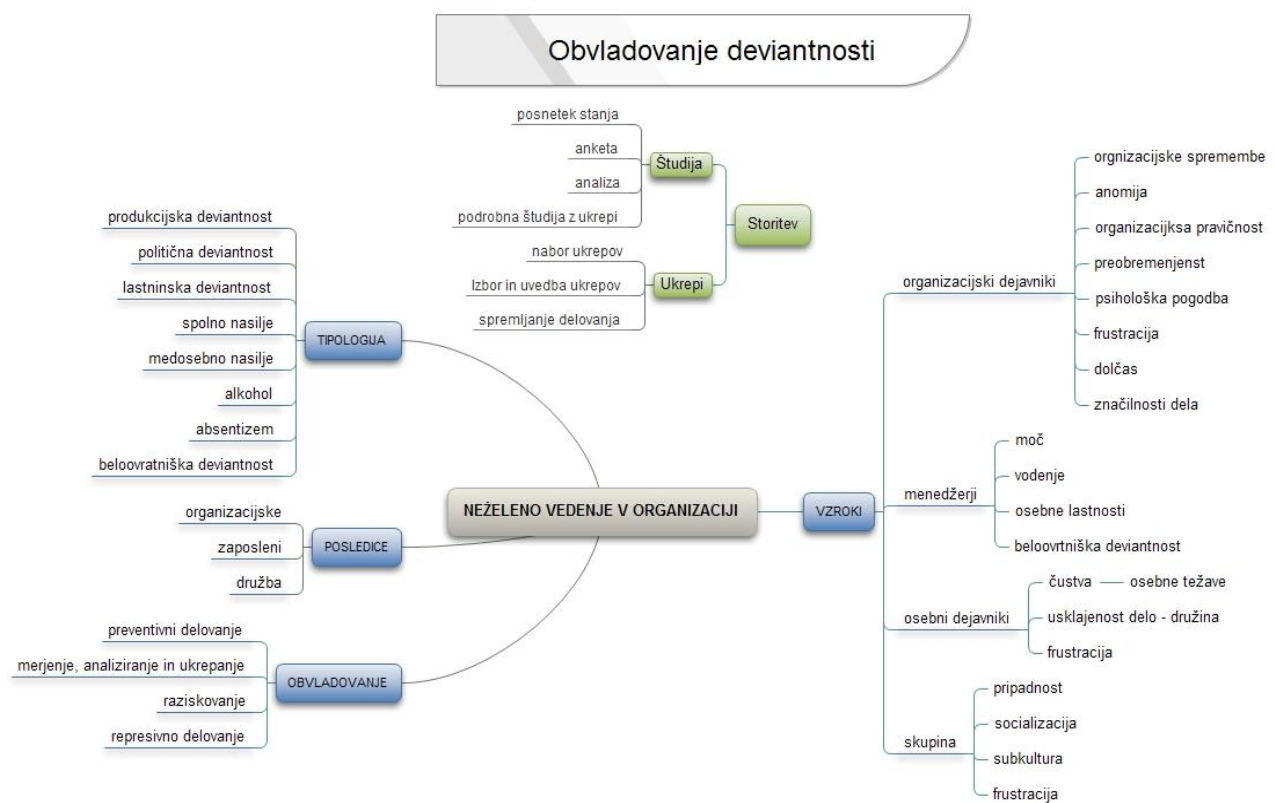 Obvladovanje deviantnosti
posnetek stanja
anketa
analiza
podrobna študija z ukrepi
Študija
nabor ukrepov
Izbor in uvedba ukrepov
spremljanje delovanja
Ukrepi
Storitev
produkcijska deviantnost
politična deviantnost
lastninska deviantnost
spolno nasilje
medosebno nasilje
alkohol
absentizem
beloovratniška deviantnost
TIPOLOGIJA
organizacijske
zaposleni
družba
POSLEDICE
preventivni delovanje
merjenje, analiziranje in ukrepanje
raziskovanje
represivno delovanje
OBVLADOVANJE
NEŽELENO VEDENJE V ORGANIZACIJI
VZROKI
organizacijski dejavniki
orgnizacijske spremembe
anomija
organizacijksa pravičnost
preobremenjenst
psihološka pogodba
frustracija
dolčas
značilnosti dela
menedžerji
moč
vodenje
osebne lastnosti
beloovrtniška deviantnost
osebni dejavniki
čustva
osebne težave
usklajenost delo - družina
frustracija
skupina
pripadnost
socializacija
subkultura
frustracija